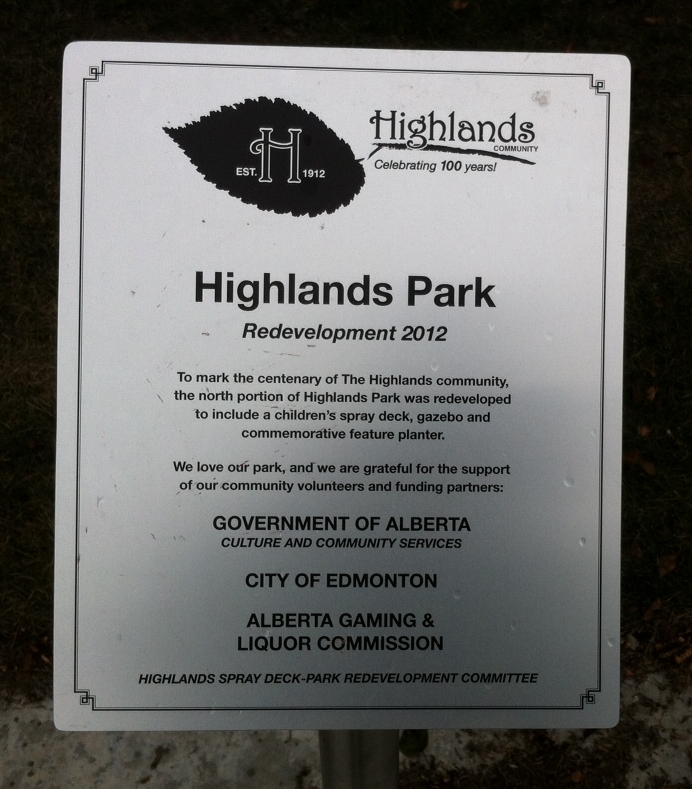 EST. H 1912
Highlands
COMMUNITY
Celebrating 100 years!
Highlands Park
Redevelopment 2012
To mark the centenary of The Highlands community,
the north portion of Highlands Park was redeveloped
to include a children's spray deck, gazebo and
commemorative feature planter.
We love our park, and we are grateful for the support
of our community volunteers and funding partners:
GOVERNMENT OF ALBERTA
CULTURE AND COMMUNITY SERVICES
CITY OF EDMONTON
ALBERTA GAMING &
LIQUOR COMMISSION
HIGHLANDS SPRAY DECK-PARK REDEVELOPMENT COMMITTEE